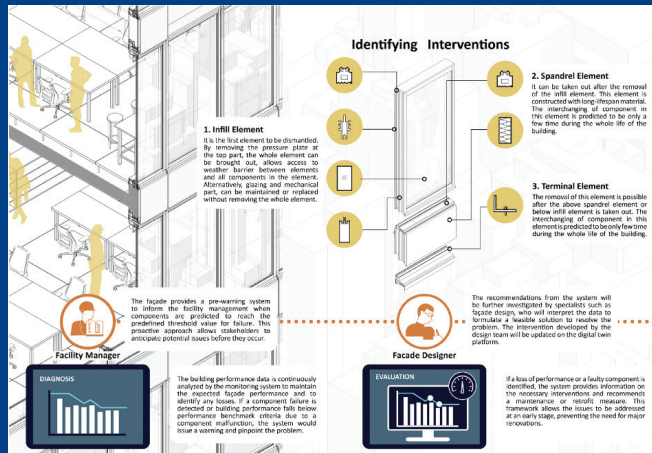 Identifying Interventions
1. Infill Element
It is the first element to be dismantled.
By removing the pressure plate at
the top part, the whole element can
be brought out, allows access to
weather barrier between elements
and all components in the element.
Alternatively, glazing and mechanical
part, can be maintained or replaced
without removing the whole element.
2. Spandrel Element
It can be taken out after the removal
of the infill element. This element is
constructed with long-lifespan material.
The interchanging of component in
this element is predicted to be only a
few time during the whole life of the
building.
3. Terminal Element
The removal of this element is possible
after the above spandrel element or
below infill element is taken out. The
interchanging of component in this
element is predicted to be only few time
during the whole life of the building.
The façade provides a pre-warning system
to inform the facility management when
components are predicted to reach the
predefined threshold value for failure. This
proactive approach allows stakeholders to
anticipate potential issues before they occur.
Facility Manager
The recommendations from the system will
be further investigated by specialists such as
façade design, who will interpret the data to
formulate a feasible solution to resolve the
problem. The intervention developed by the
design team will be updated on the digital twin
platform.
Facade Designer
DIAGNOSIS
The building performance data is continuously
analyzed by the monitoring system to maintain
the expected façade performance and to
identify any losses. If a component failure is
detected or building performance falls below
performance benchmark criteria due to a
component malfunction, the system would
issue a warning and pinpoint the problem.
EVALUATION
If a loss of performance or a faulty component is
identified, the system provides information on
the necessary interventions and recommends
a maintenance or retrofit measure. This
framework allows the issues to be addressed
at an early stage, preventing the need for major
renovations.